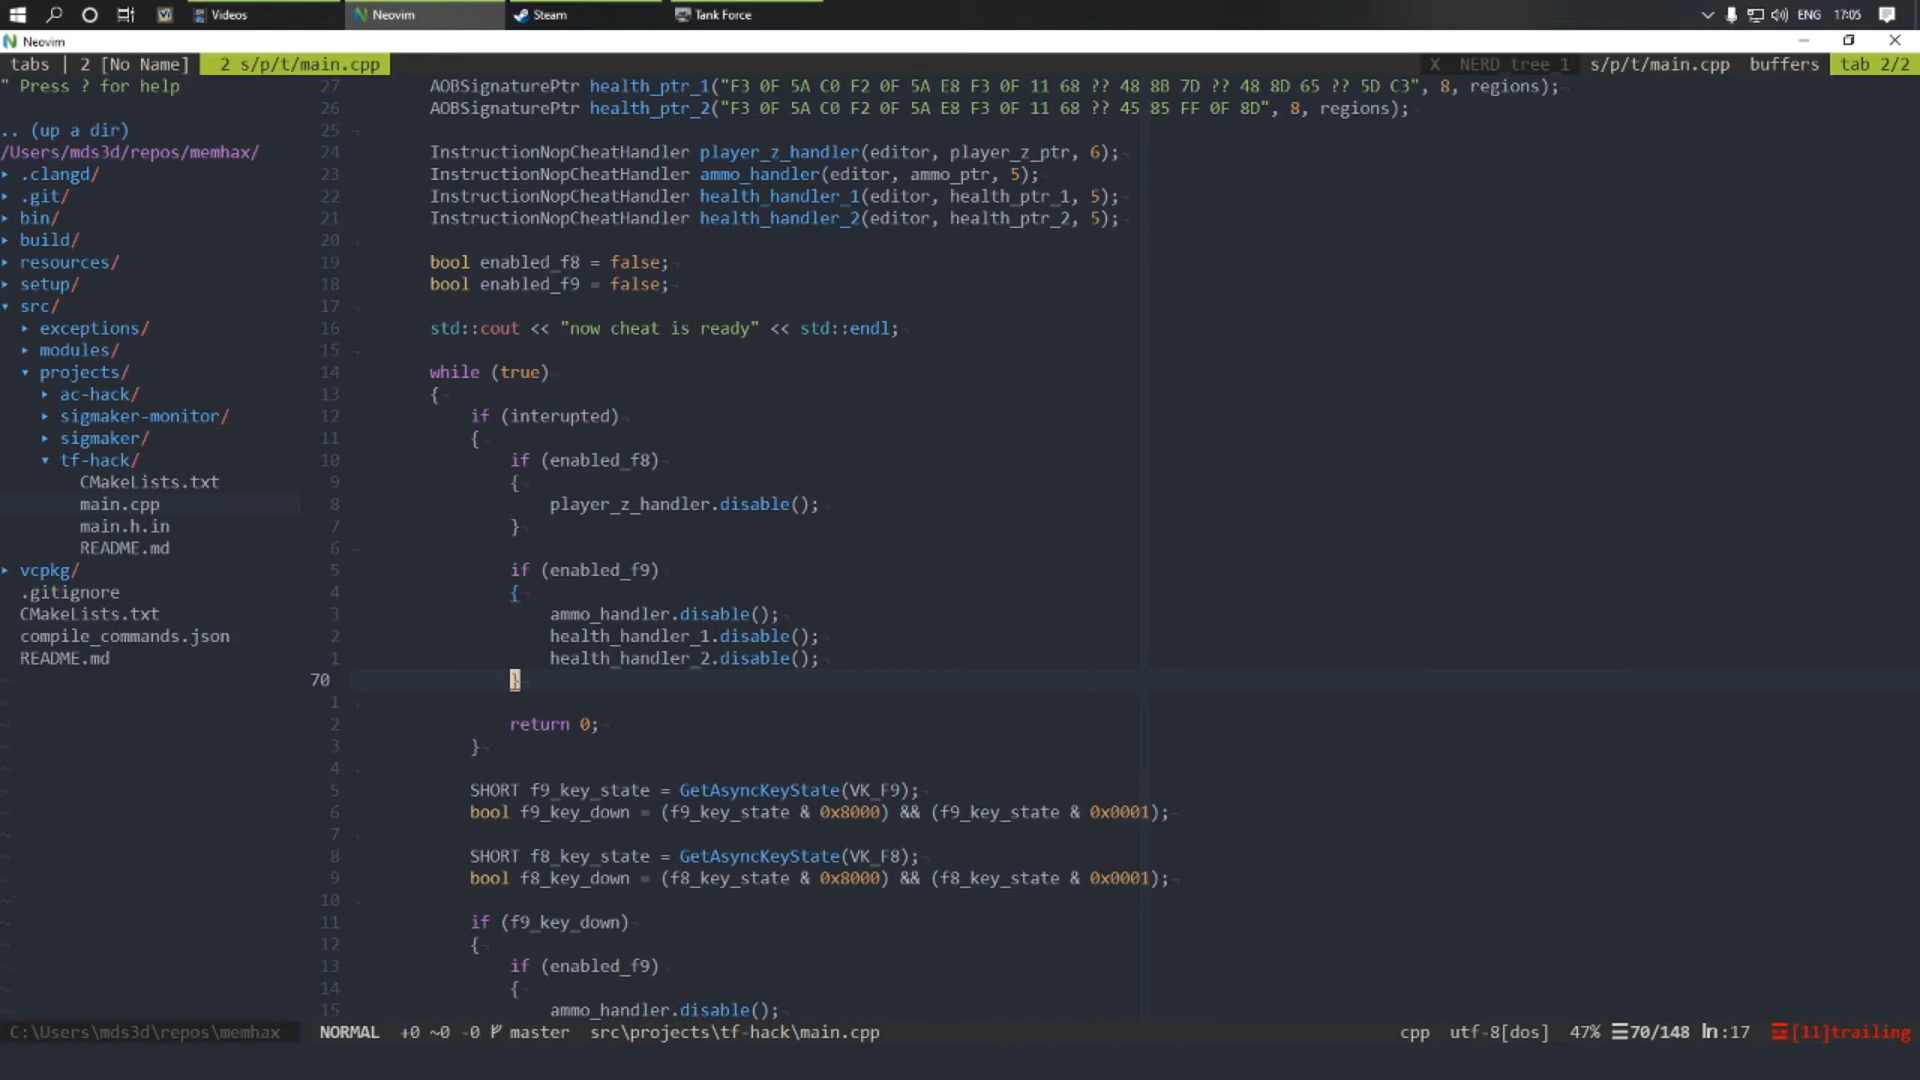 Videos
Neovim
Steam
Tank Force
ENG
17:05
Neovim
tabs | 2 [No Name] 2 s/p/t/main.cpp X NERD_tree_1 s/p/t/main.cpp buffers tab 2/2
" Press ? for help
.. (up a dir)
/Users/mds3d/repos/memhax/
▸ .clangd/
▸ .git/
▸ bin/
▸ build/
▸ resources/
▸ setup/
▾ src/
▸ exceptions/
▸ modules/
▾ projects/
▸ ac-hack/
▸ sigmaker-monitor/
▸ sigmaker/
▾ tf-hack/
CMakeLists.txt
main.cpp
main.h.in
README.md
▸ vcpkg/
.gitignore
CMakeLists.txt
compile_commands.json
README.md
C:\Users\mds3d\repos\memhax
27 AOBSignaturePtr health_ptr_1("F3 0F 5A C0 F2 0F 5A E8 F3 0F 11 68 ?? 48 8B 7D ?? 48 8D 65 ?? 5D C3", 8, regions);
26 AOBSignaturePtr health_ptr_2("F3 0F 5A C0 F2 0F 5A E8 F3 0F 11 68 ?? 45 85 FF 0F 8D", 8, regions);
25
24 InstructionNopCheatHandler player_z_handler(editor, player_z_ptr, 6);
23 InstructionNopCheatHandler ammo_handler(editor, ammo_ptr, 5);
22 InstructionNopCheatHandler health_handler_1(editor, health_ptr_1, 5);
21 InstructionNopCheatHandler health_handler_2(editor, health_ptr_2, 5);
20
19 bool enabled_f8 = false;
18 bool enabled_f9 = false;
17
16 std::cout << "now cheat is ready" << std::endl;
15
14 while (true)
13 {
12 if (interupted)
11 {
10 if (enabled_f8)
9 {
8 player_z_handler.disable();
7 }
6
5 if (enabled_f9)
4 {
3 ammo_handler.disable();
2 health_handler_1.disable();
1 health_handler_2.disable();
70 }
1
2 return 0;
3 }
4
5 SHORT f9_key_state = GetAsyncKeyState(VK_F9);
6 bool f9_key_down = (f9_key_state & 0x8000) && (f9_key_state & 0x0001);
7
8 SHORT f8_key_state = GetAsyncKeyState(VK_F8);
9 bool f8_key_down = (f8_key_state & 0x8000) && (f8_key_state & 0x0001);
10
11 if (f9_key_down)
12 {
13 if (enabled_f9)
14 {
15 ammo_handler.disable();
NORMAL +0 ~0 -0 master src\projects\tf-hack\main.cpp cpp utf-8[dos] 47% ☰70/148 ln:17 [11]trailing